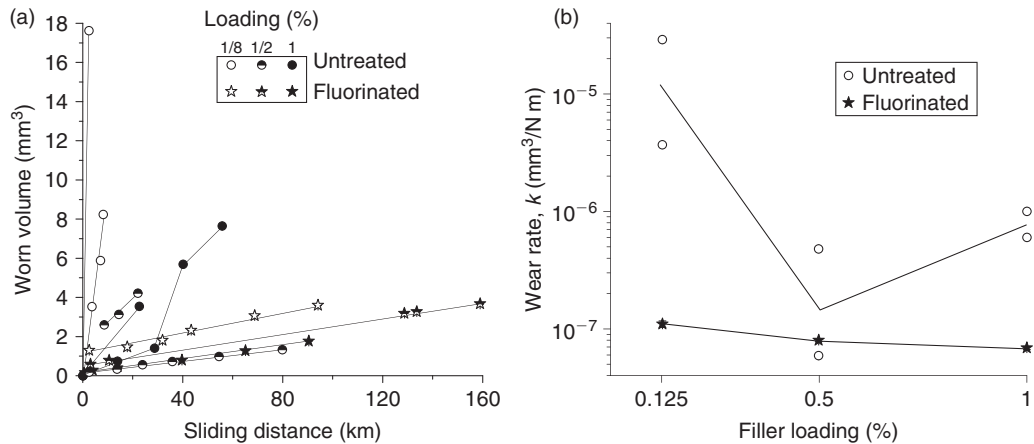 (a)
Loading (%)
1/8 1/2 1
Untreated
Fluorinated
18
16
14
12
10
8
6
4
2
0
Worn volume (mm³)
0 40 80 120 160
Sliding distance (km)
(b)
Untreated
Fluorinated
10⁻⁵
10⁻⁶
10⁻⁷
Wear rate, k (mm³/N m)
0.125 0.5 1
Filler loading (%)